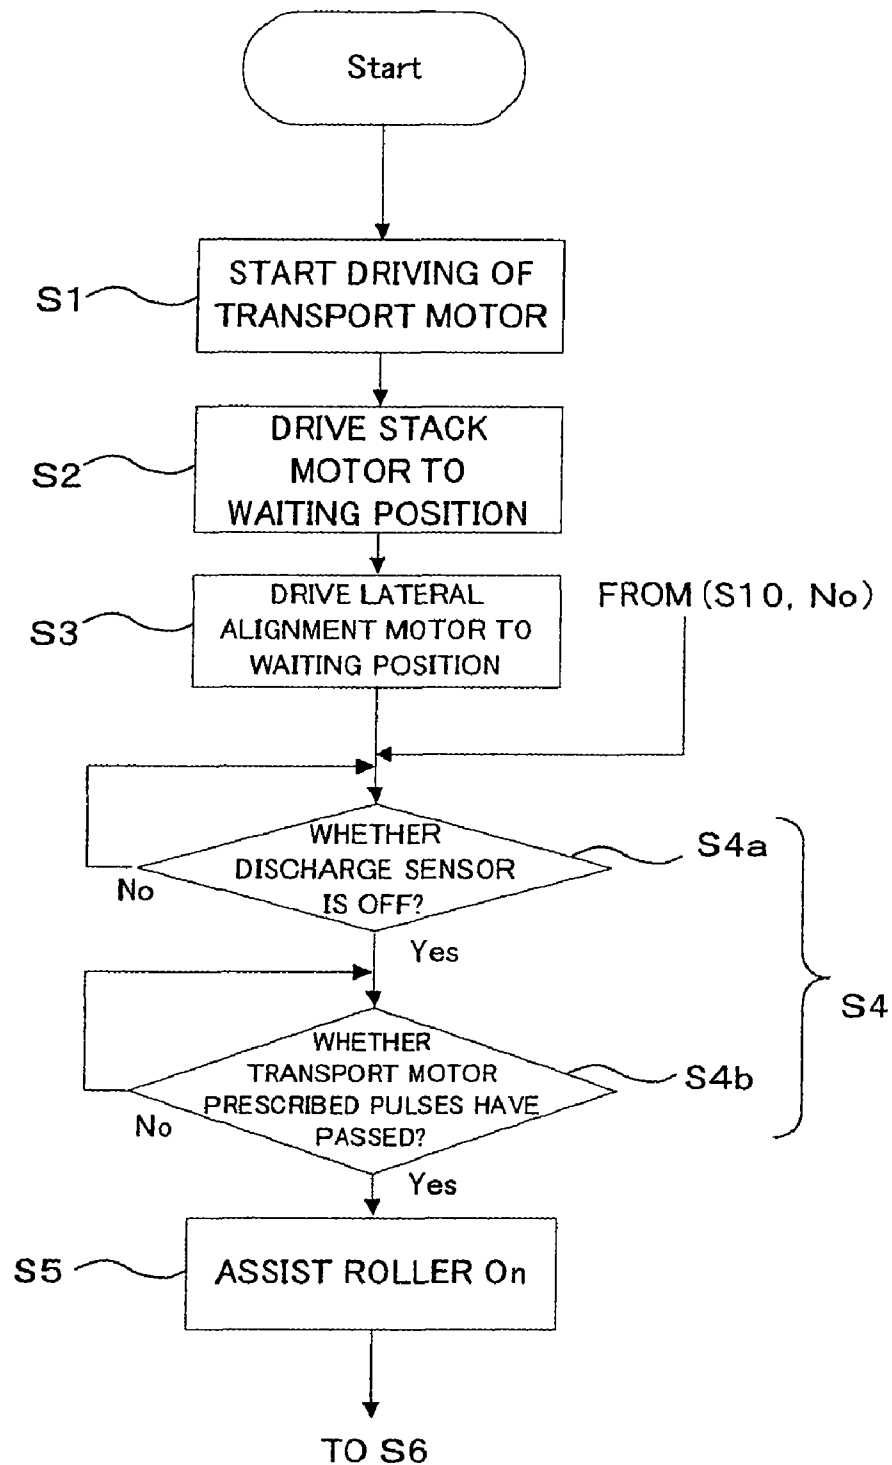 Start
S1
START DRIVING OF
TRANSPORT MOTOR
S2
DRIVE STACK
MOTOR TO
WAITING POSITION
S3
DRIVE LATERAL
ALIGNMENT MOTOR TO
WAITING POSITION
FROM (S10, No)
WHETHER
DISCHARGE SENSOR
IS OFF?
S4a
No
Yes
S4
WHETHER
TRANSPORT MOTOR
PRESCRIBED PULSES HAVE
PASSED?
S4b
No
Yes
S5
ASSIST ROLLER On
TO S6